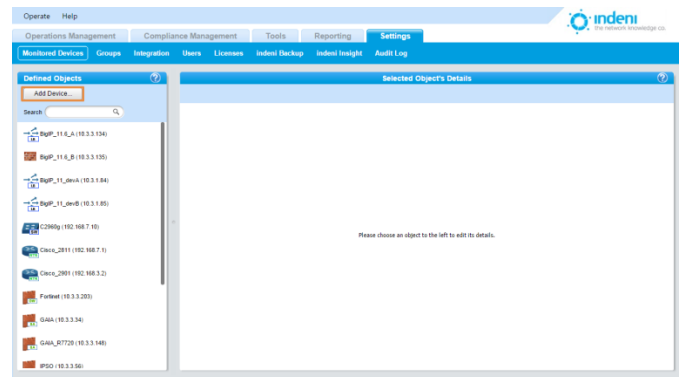 Operate Help
indeni
the network knowledge co.
Operations Management Compliance Management Tools Reporting Settings
Monitored Devices Groups Integration Users Licenses indeni Backup indeni Insight Audit Log
Defined Objects
Selected Object's Details
Add Device...
Search
BigIP_11.6_A (10.3.3.134)
BigIP_11.6_B (10.3.3.135)
BigIP_11_devA (10.3.1.84)
BigIP_11_devB (10.3.1.85)
C2960g (192.168.7.10)
Please choose an object to the left to edit its details.
Cisco_2811 (192.168.7.1)
Cisco_2901 (192.168.3.2)
Fortinet (10.3.3.203)
GAIA (10.3.3.34)
GAIA_R7720 (10.3.3.148)
IPSO (10.3.3.56)